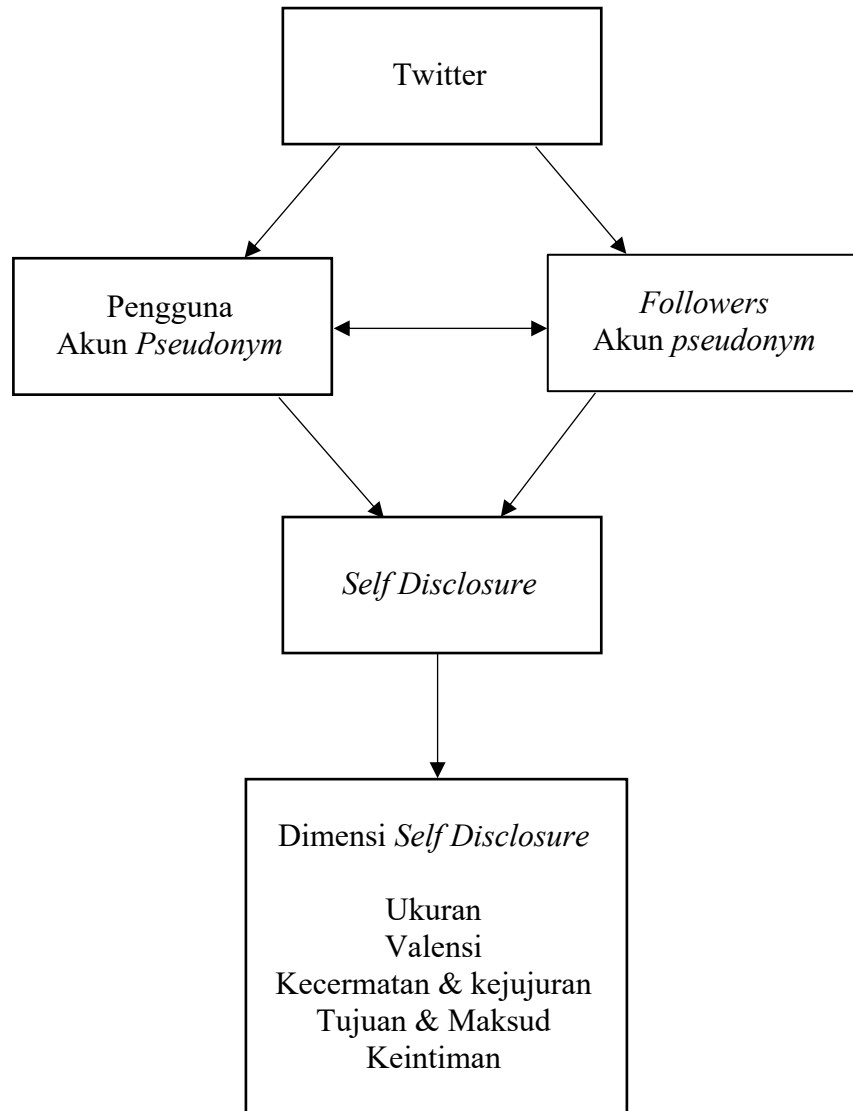 Twitter
Pengguna
Akun Pseudonym
Followers
Akun pseudonym
Self Disclosure
Dimensi Self Disclosure
Ukuran
Valensi
Kecermatan & kejujuran
Tujuan & Maksud
Keintiman